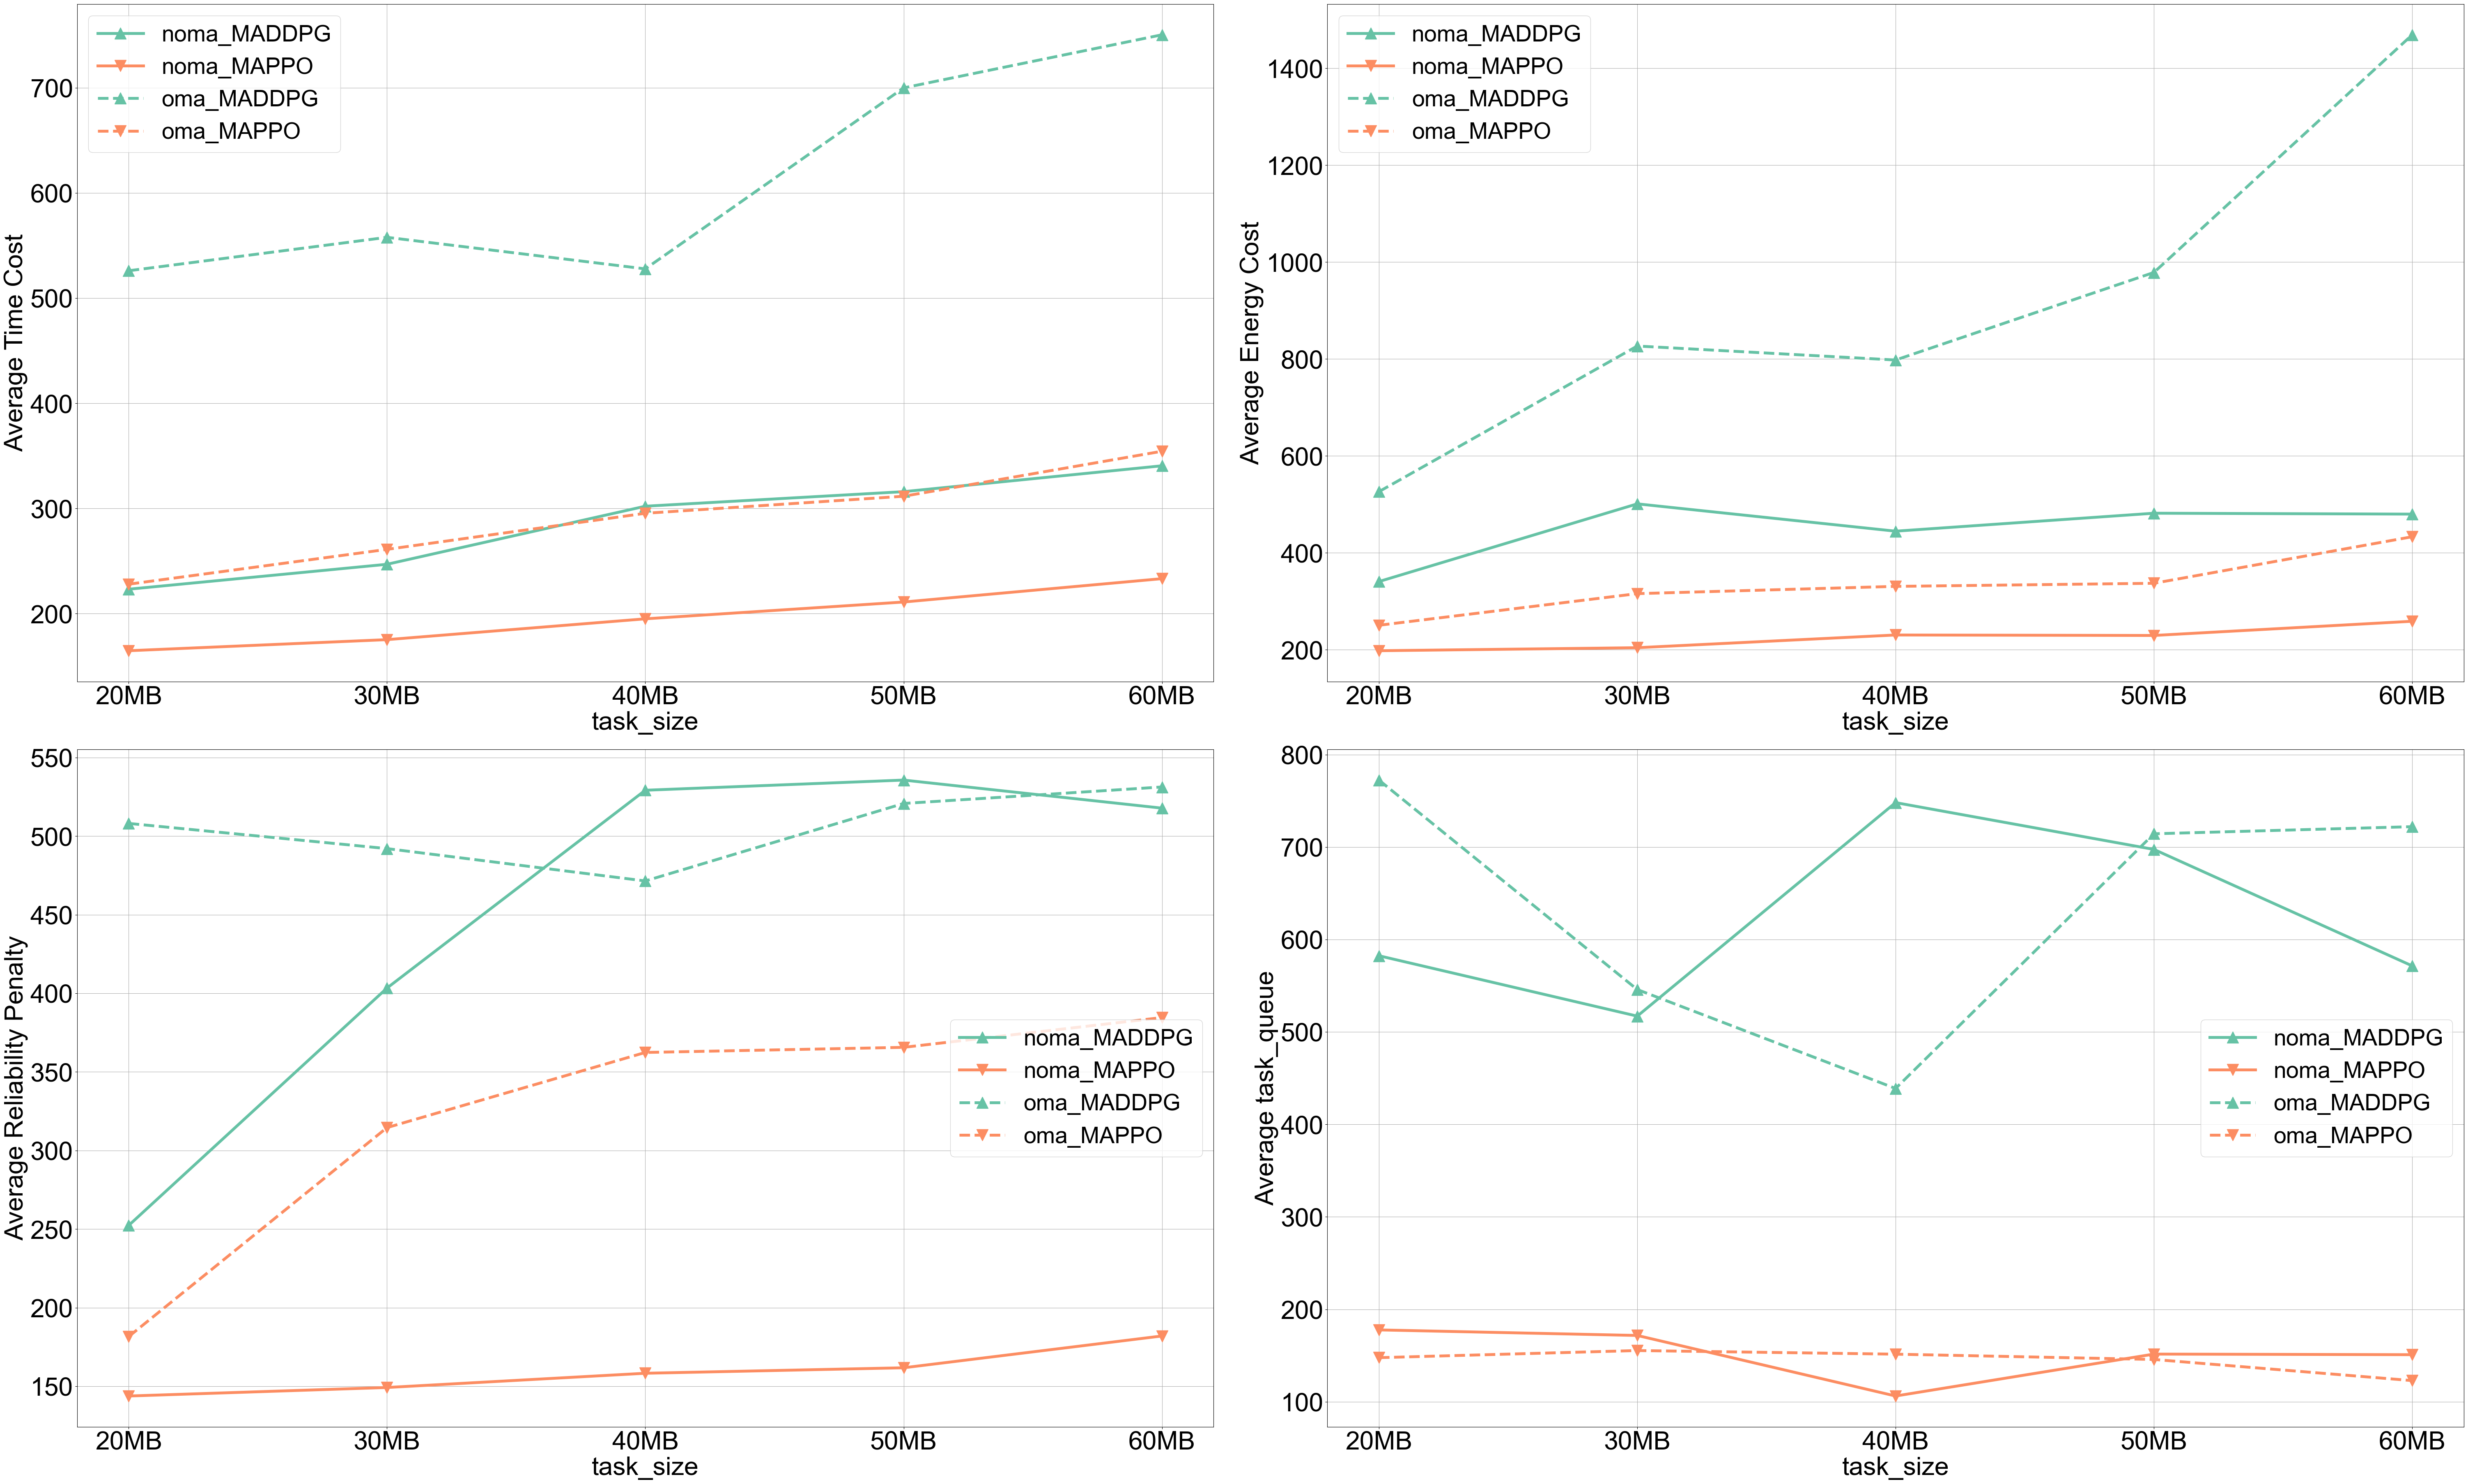 noma_MADDPG
noma_MAPPO
oma_MADDPG
oma_MAPPO
Average Time Cost
700
600
500
400
300
200
20MB 30MB 40MB 50MB 60MB
task_size
noma_MADDPG
noma_MAPPO
oma_MADDPG
oma_MAPPO
Average Energy Cost
1400
1200
1000
800
600
400
200
20MB 30MB 40MB 50MB 60MB
task_size
Average Reliability Penalty
550
500
450
400
350
300
250
200
150
noma_MADDPG
noma_MAPPO
oma_MADDPG
oma_MAPPO
20MB 30MB 40MB 50MB 60MB
task_size
Average task_queue
800
700
600
500
400
300
200
100
noma_MADDPG
noma_MAPPO
oma_MADDPG
oma_MAPPO
20MB 30MB 40MB 50MB 60MB
task_size